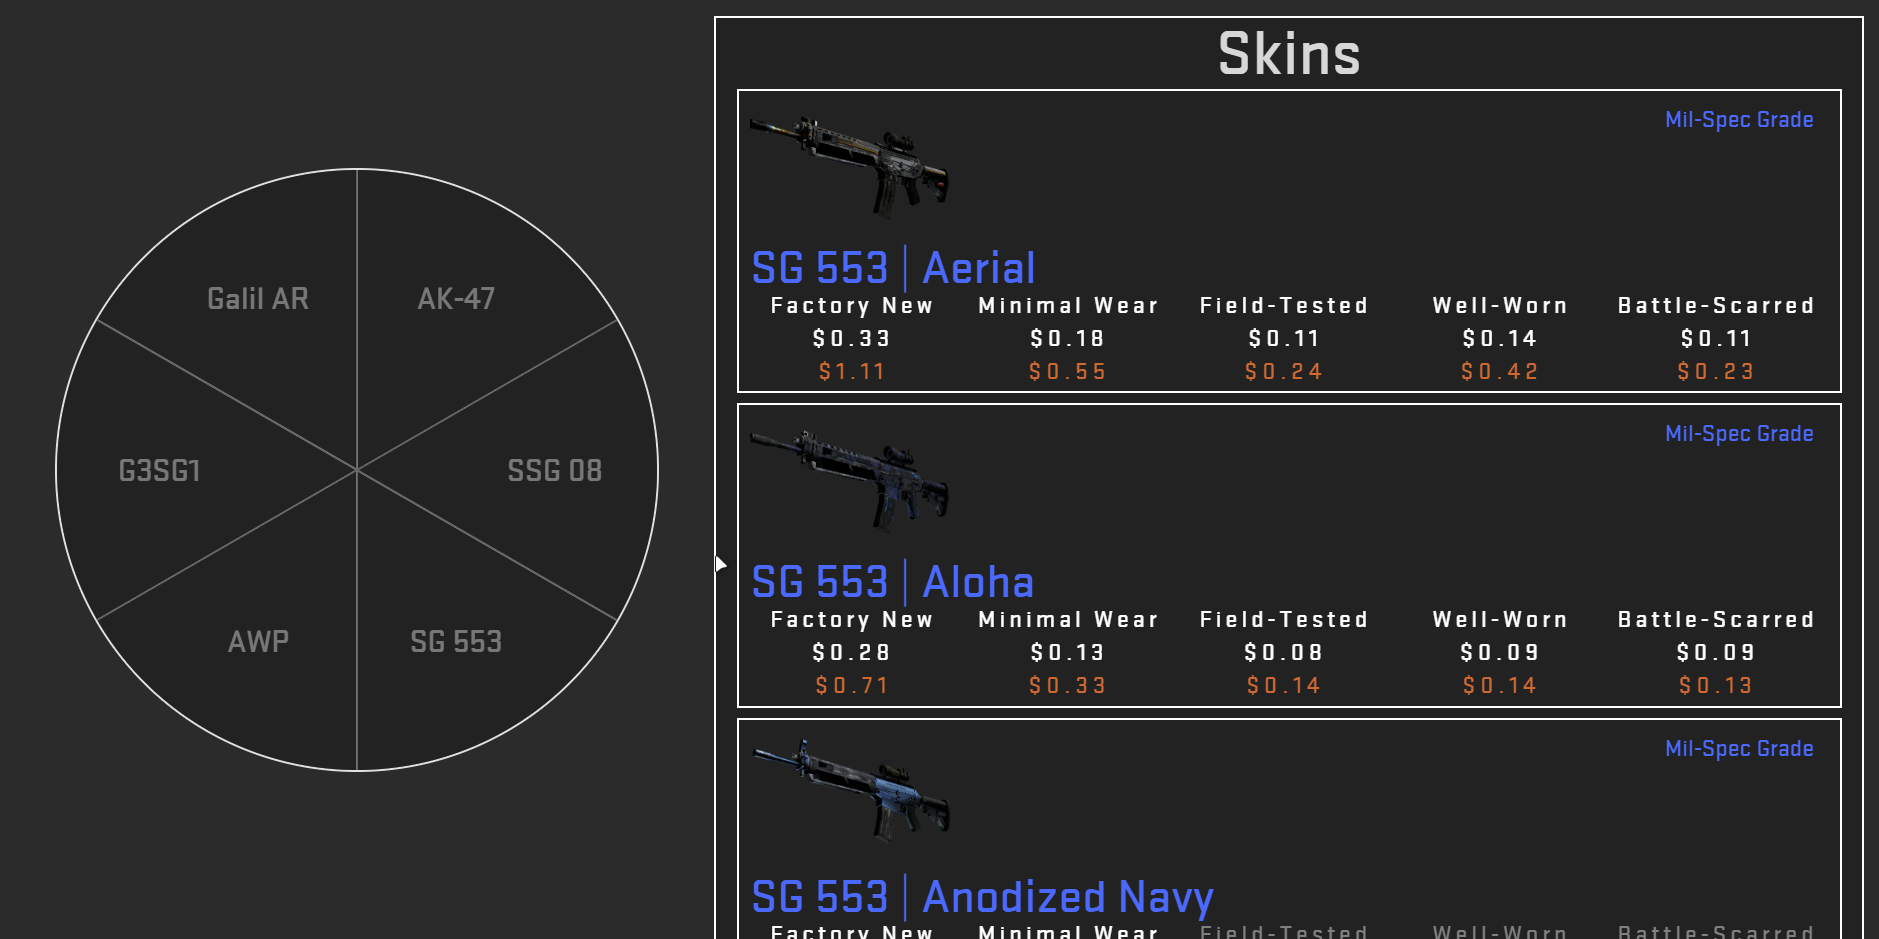 Galil AR
AK-47
G3SG1
SSG 08
AWP
SG 553
Skins
Mil-Spec Grade
SG 553 | Aerial
Factory New Minimal Wear Field-Tested Well-Worn Battle-Scarred
$0.33 $0.18 $0.11 $0.14 $0.11
$1.11 $0.55 $0.24 $0.42 $0.23
Mil-Spec Grade
SG 553 | Aloha
Factory New Minimal Wear Field-Tested Well-Worn Battle-Scarred
$0.28 $0.13 $0.08 $0.09 $0.09
$0.71 $0.33 $0.14 $0.14 $0.13
Mil-Spec Grade
SG 553 | Anodized Navy
Factory New Minimal Wear Field-Tested Well-Worn Battle-Scarred